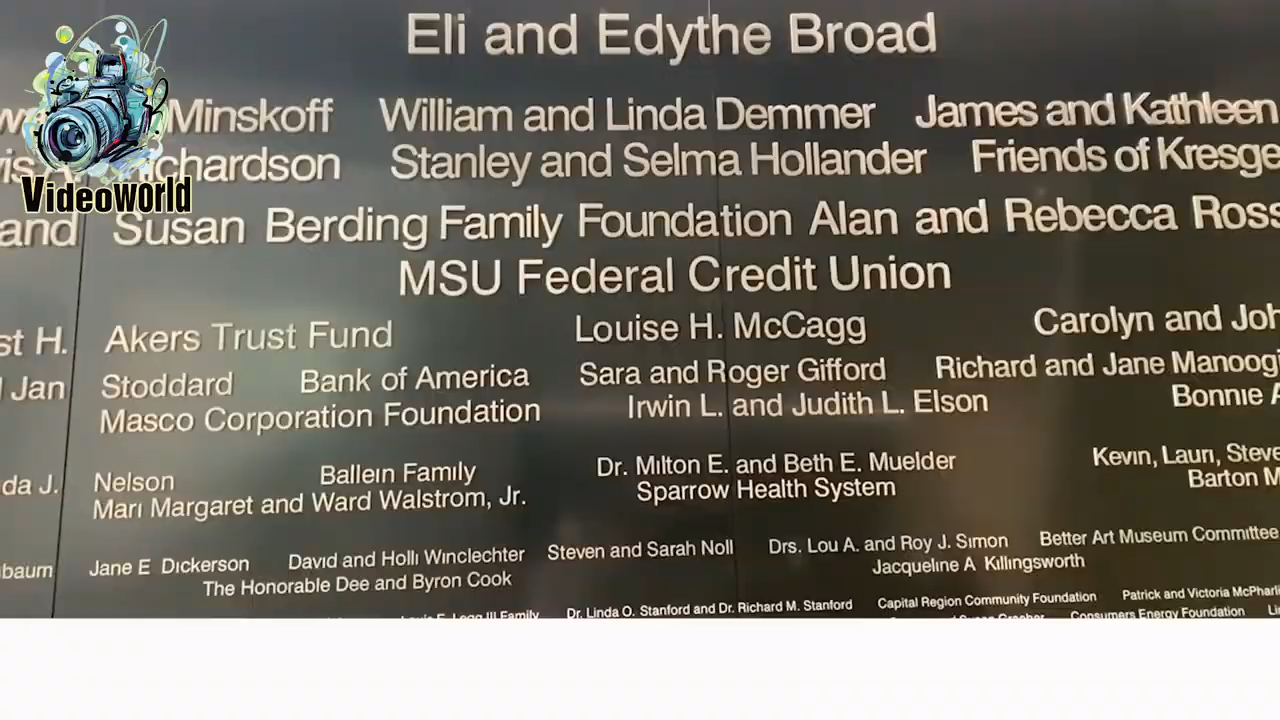 Eli and Edythe Broad
Minskoff William and Linda Demmer James and Kathleen
Stanley and Selma Hollander Friends of Kresge
and Susan Berding Family Foundation Alan and Rebecca Ross
MSU Federal Credit Union
H. Akers Trust Fund Louise H. McCagg Carolyn and
Jan Stoddard Bank of America Sara and Roger Gifford Richard and Jane
Masco Corporation Foundation Irwin L. and Judith L. Elson Bonnie
J. Nelson Ballein Family Dr. Milton E. and Beth E. Muelder Kevin, Lauri,
Mari Margaret and Ward Walstrom, Jr. Sparrow Health System Barton
Jane E Dickerson David and Holli Winclechter Steven and Sarah Noll Drs. Lou A. and Roy J. Simon Better Art Museum Committee
The Honorable Dee and Byron Cook Jacqueline A Killingsworth
III Family Dr. Linda O. Stanford and Dr. Richard M. Stanford Capital Region Community Foundation Patrick and Victoria
Consumers Energy Foundation
Videoworld